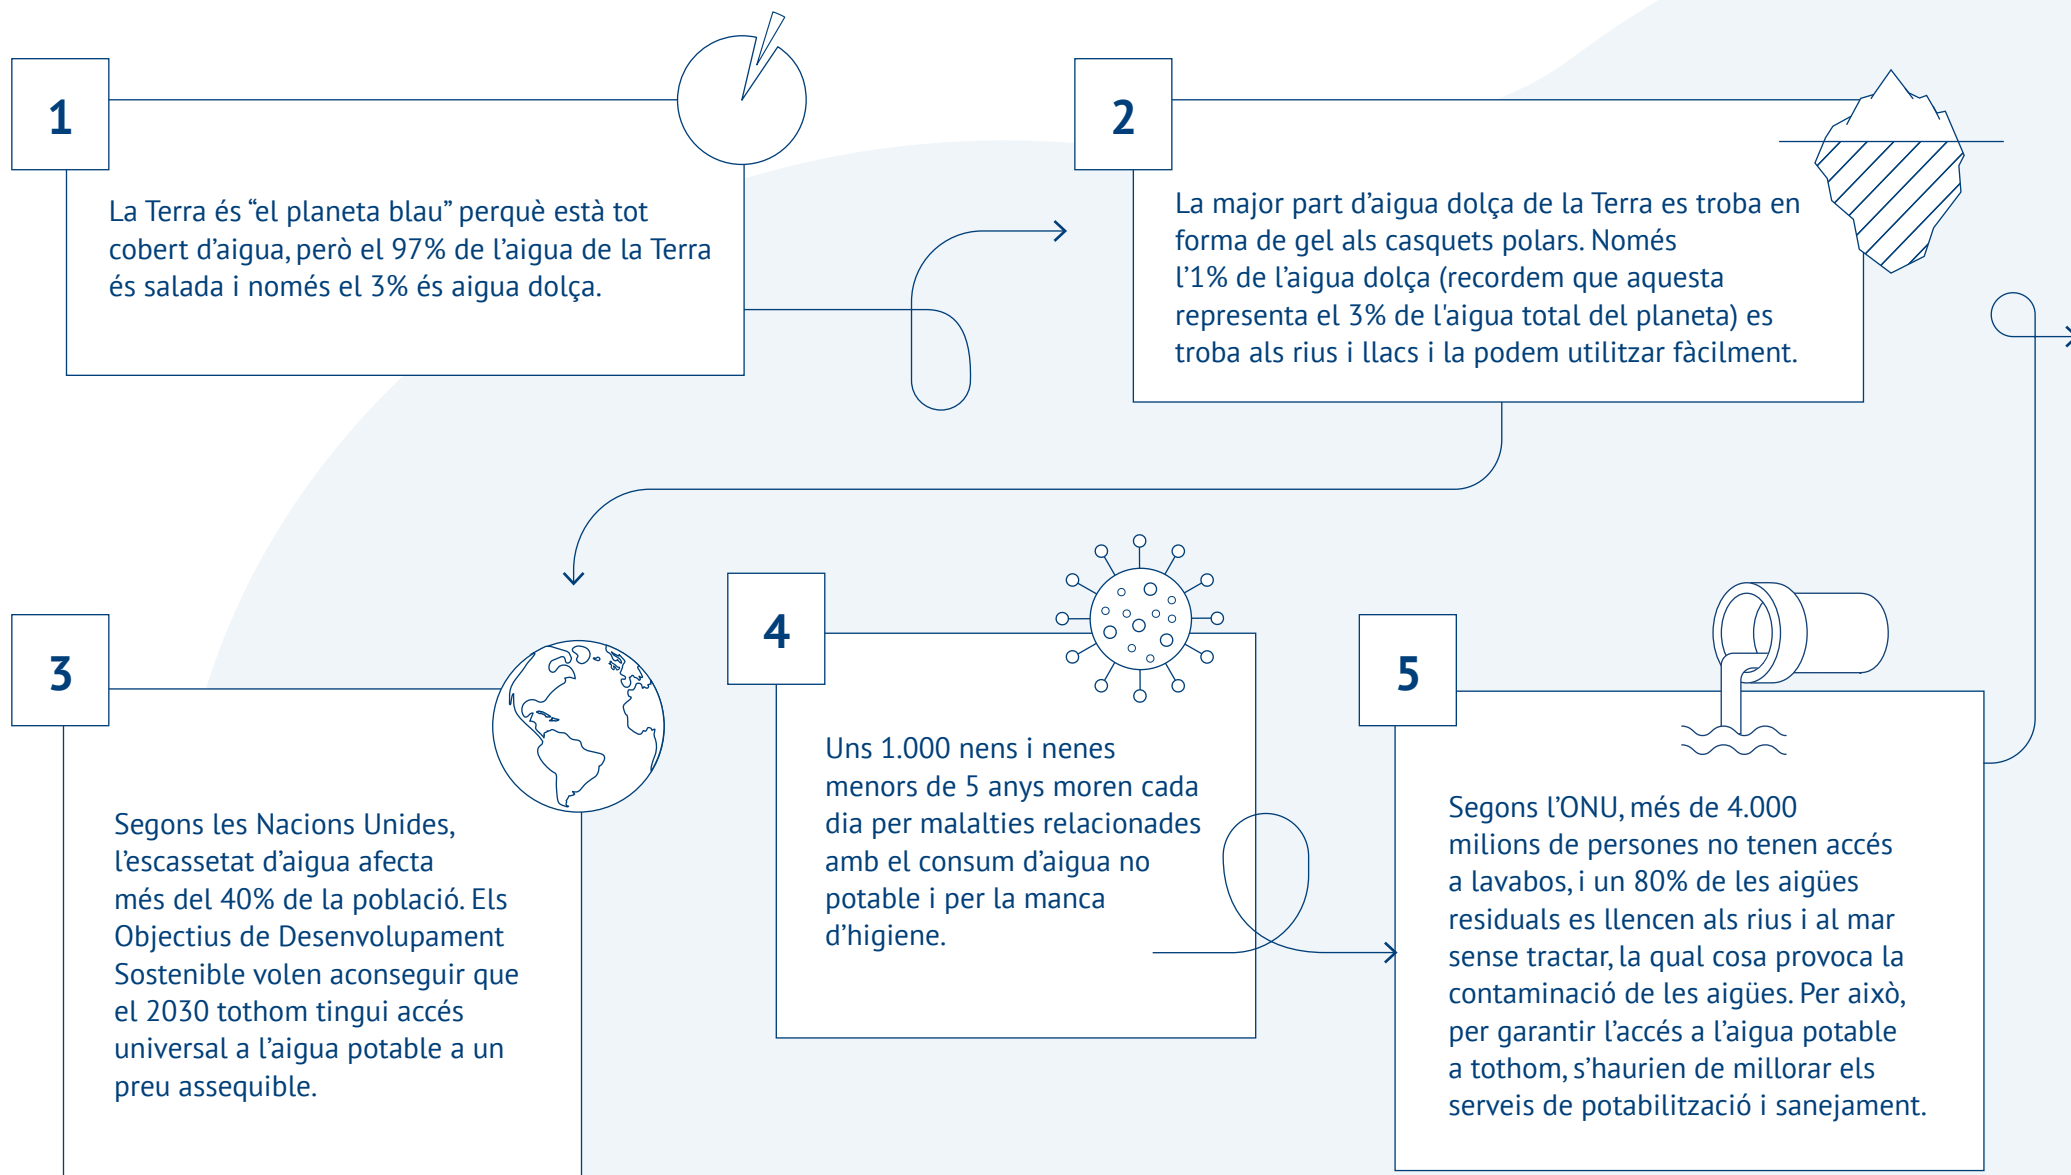 1
La Terra és “el planeta blau” perquè està tot
cobert d’aigua, però el 97% de l’aigua de la Terra
és salada i només el 3% és aigua dolça.
2
La major part d’aigua dolça de la Terra es troba en
forma de gel als casquets polars. Només
l’1% de l’aigua dolça (recordem que aquesta
representa el 3% de l'aigua total del planeta) es
troba als rius i llacs i la podem utilitzar fàcilment.
3
Segons les Nacions Unides,
l’escassetat d’aigua afecta
més del 40% de la població. Els
Objectius de Desenvolupament
Sostenible volen aconseguir que
el 2030 tothom tingui accés
universal a l’aigua potable a un
preu assequible.
4
Uns 1.000 nens i nenes
menors de 5 anys moren cada
dia per malalties relacionades
amb el consum d’aigua no
potable i per la manca
d’higiene.
5
Segons l’ONU, més de 4.000
milions de persones no tenen accés
a lavabos, i un 80% de les aigües
residuals es llencen als rius i al mar
sense tractar, la qual cosa provoca la
contaminació de les aigües. Per això,
per garantir l’accés a l’aigua potable
a tothom, s’haurien de millorar els
serveis de potabilització i sanejament.